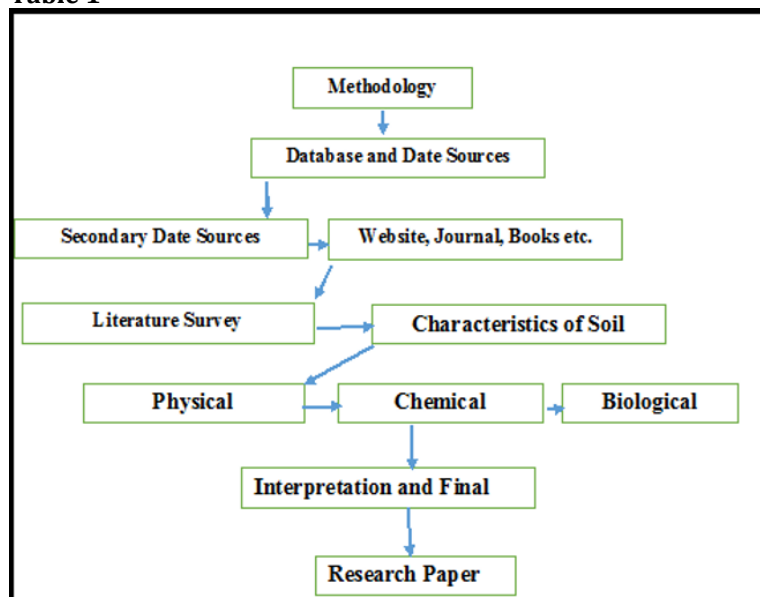 Table 1
Methodology
Database and Date Sources
Secondary Date Sources
Website, Journal, Books etc.
Literature Survey
Characteristics of Soil
Physical
Chemical
Biological
Interpretation and Final
Research Paper